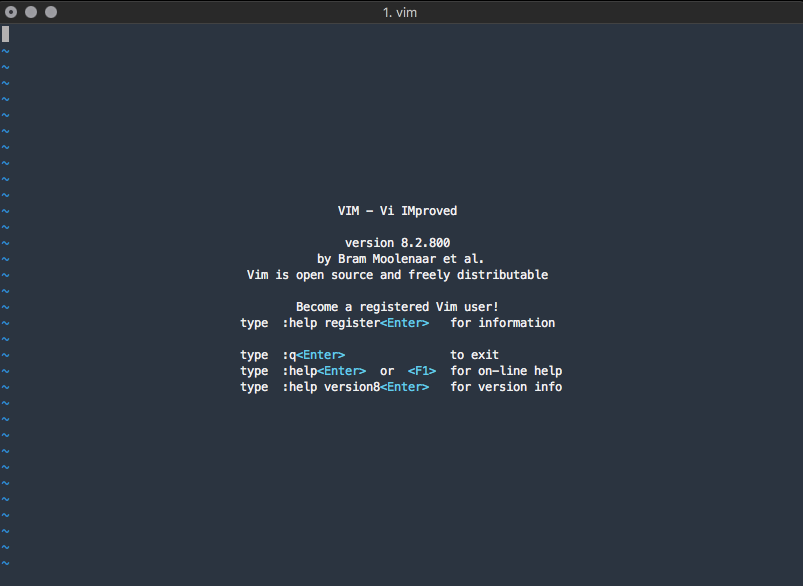 1. vim
~
~
~
~
~
~
~
~
~
~ VIM - Vi IMproved
~
~ version 8.2.800
~ by Bram Moolenaar et al.
~ Vim is open source and freely distributable
~
~ Become a registered Vim user!
~ type :help register<Enter> for information
~
~ type :q<Enter> to exit
~ type :help<Enter> or <F1> for on-line help
~ type :help version8<Enter> for version info
~
~
~
~
~
~
~
~
~
~
~